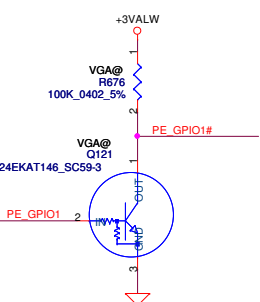 +3VALW
1
VGA@
R676
100K_0402_5%
2
PE_GPIO1#
VGA@
Q121
24EKAT146_SC59-3
1
OUT
PE_GPIO1
2
IN
GND
3